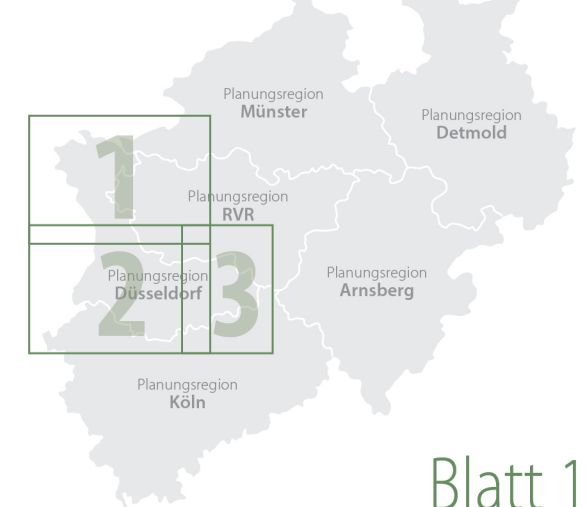 Planungsregion
Münster
Planungsregion
Detmold
1
Planungsregion
RVR
Planungsregion
Düsseldorf
2
3
Planungsregion
Arnsberg
Planungsregion
Köln
Blatt 1